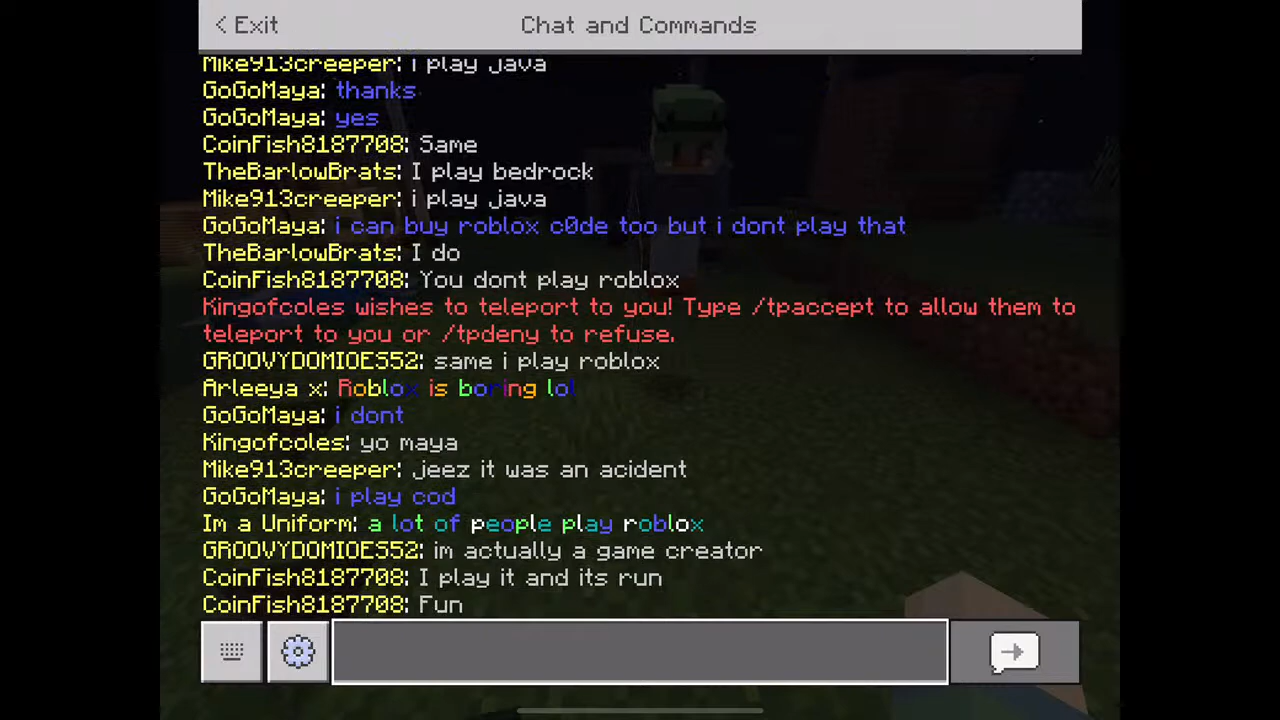 < Exit
Chat and Commands
Mike913creeper: i play java
GoGoMaya: thanks
GoGoMaya: yes
CoinFish8187708: Same
TheBarlowBrats: I play bedrock
Mike913creeper: i play java
GoGoMaya: i can buy roblox c0de too but i dont play that
TheBarlowBrats: I do
CoinFish8187708: You dont play roblox
Kingofcoles wishes to teleport to you! Type /tpaccept to allow them to
teleport to you or /tpdeny to refuse.
GROOVYDOMIOES52: same i play roblox
Arleeya x: Roblox is boring lol
GoGoMaya: i dont
Kingofcoles: yo maya
Mike913creeper: jeez it was an acident
GoGoMaya: i play cod
Im a Uniform: a lot of people play roblox
GROOVYDOMIOES52: im actually a game creator
CoinFish8187708: I play it and its run
CoinFish8187708: Fun